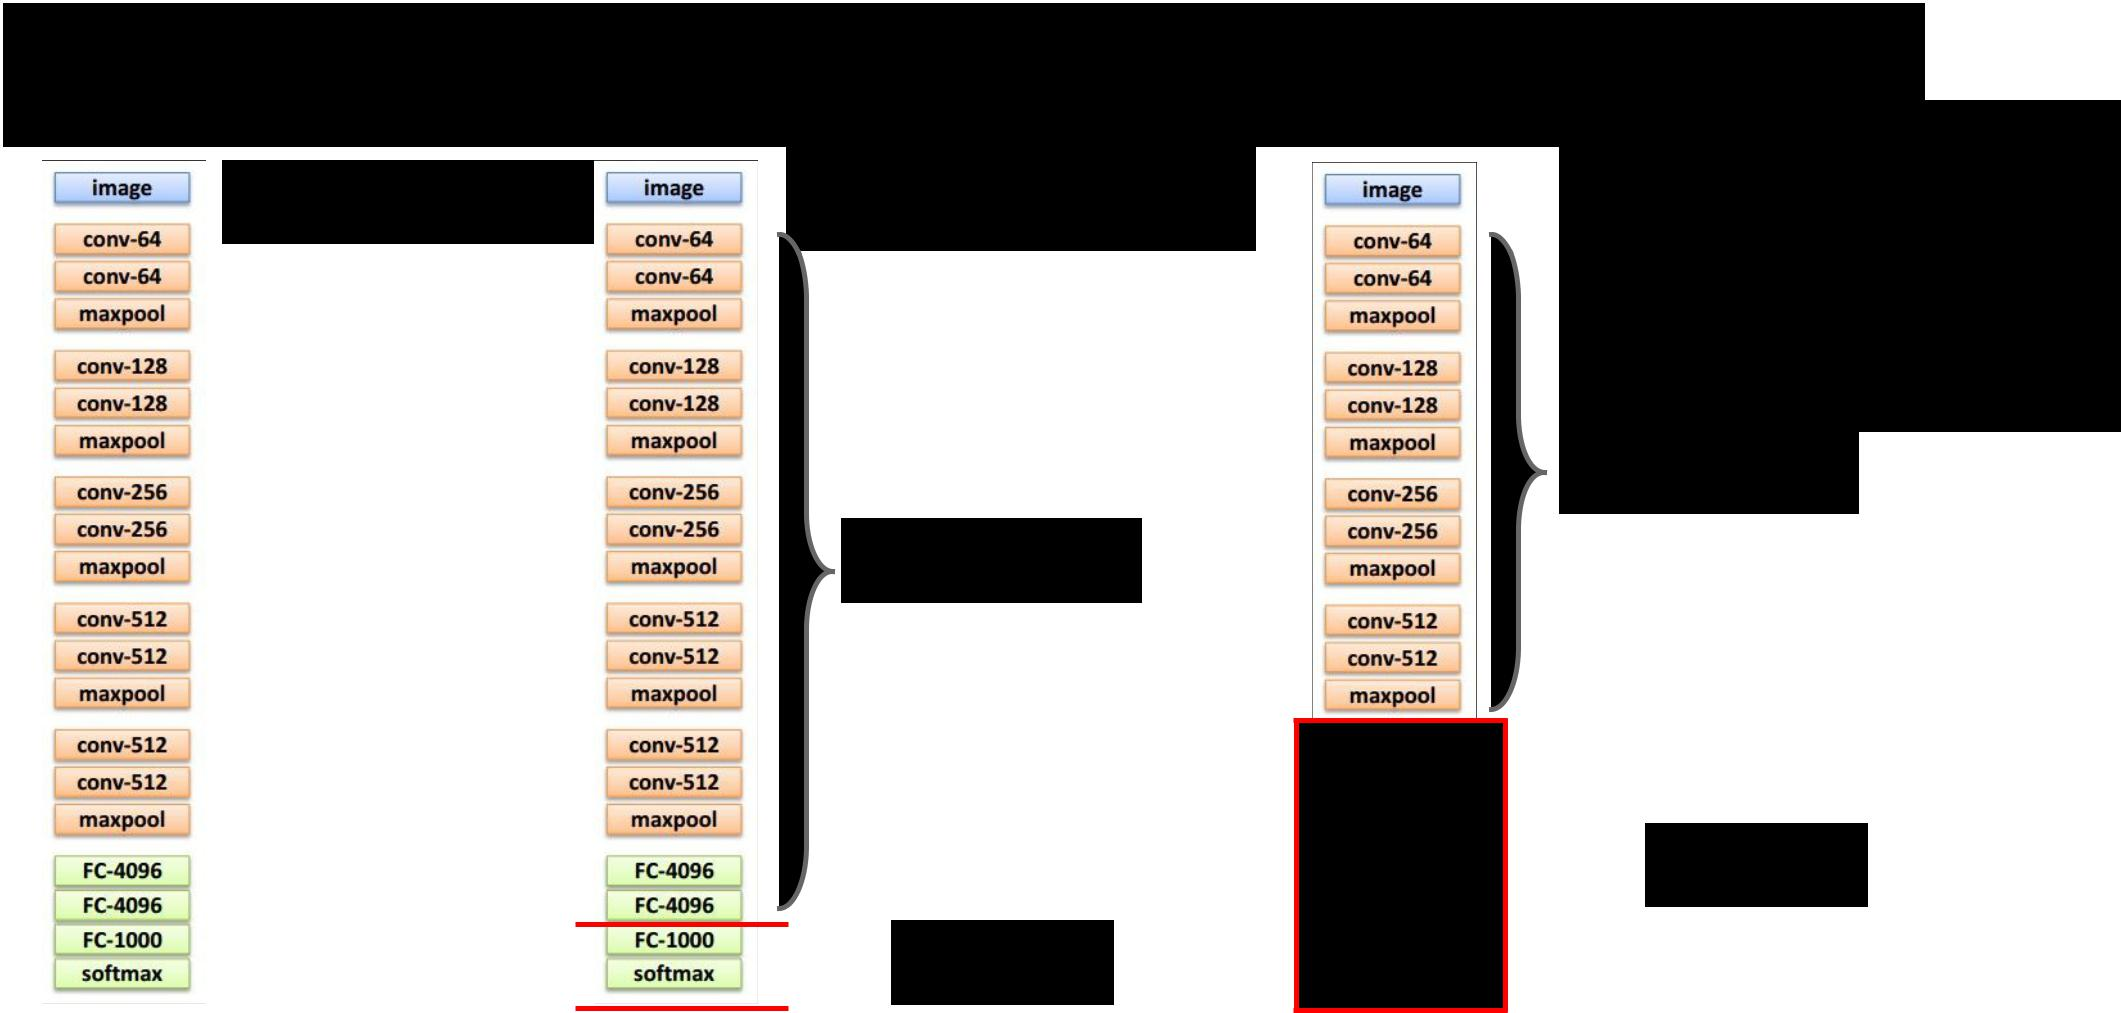 image
conv-64
conv-64
maxpool
conv-128
conv-128
maxpool
conv-256
conv-256
maxpool
conv-512
conv-512
maxpool
conv-512
conv-512
maxpool
FC-4096
FC-4096
FC-1000
softmax
image
conv-64
conv-64
maxpool
conv-128
conv-128
maxpool
conv-256
conv-256
maxpool
conv-512
conv-512
maxpool
conv-512
conv-512
maxpool
FC-4096
FC-4096
FC-1000
softmax
image
conv-64
conv-64
maxpool
conv-128
conv-128
maxpool
conv-256
conv-256
maxpool
conv-512
conv-512
maxpool